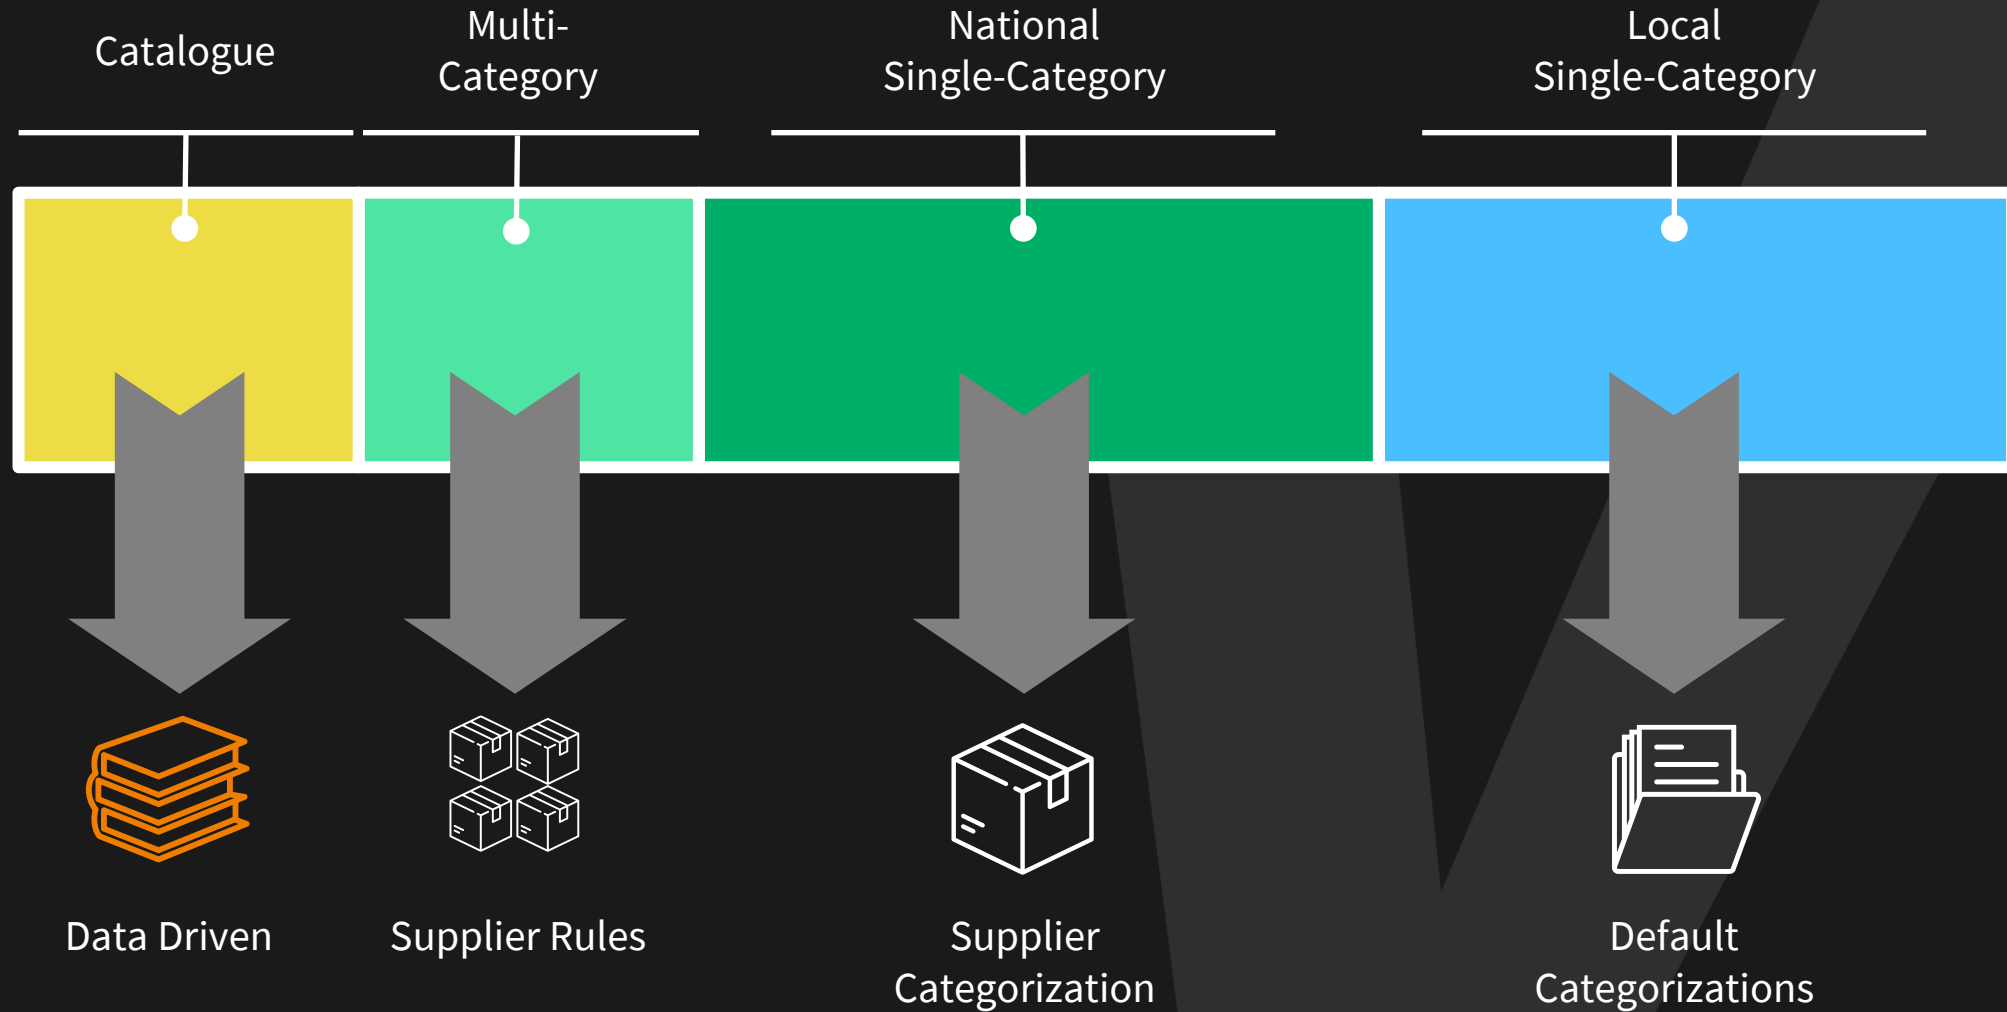 Catalogue
Multi-
Category
National
Single-Category
Local
Single-Category
Data Driven
Supplier Rules
Supplier
Categorization
Default
Categorizations